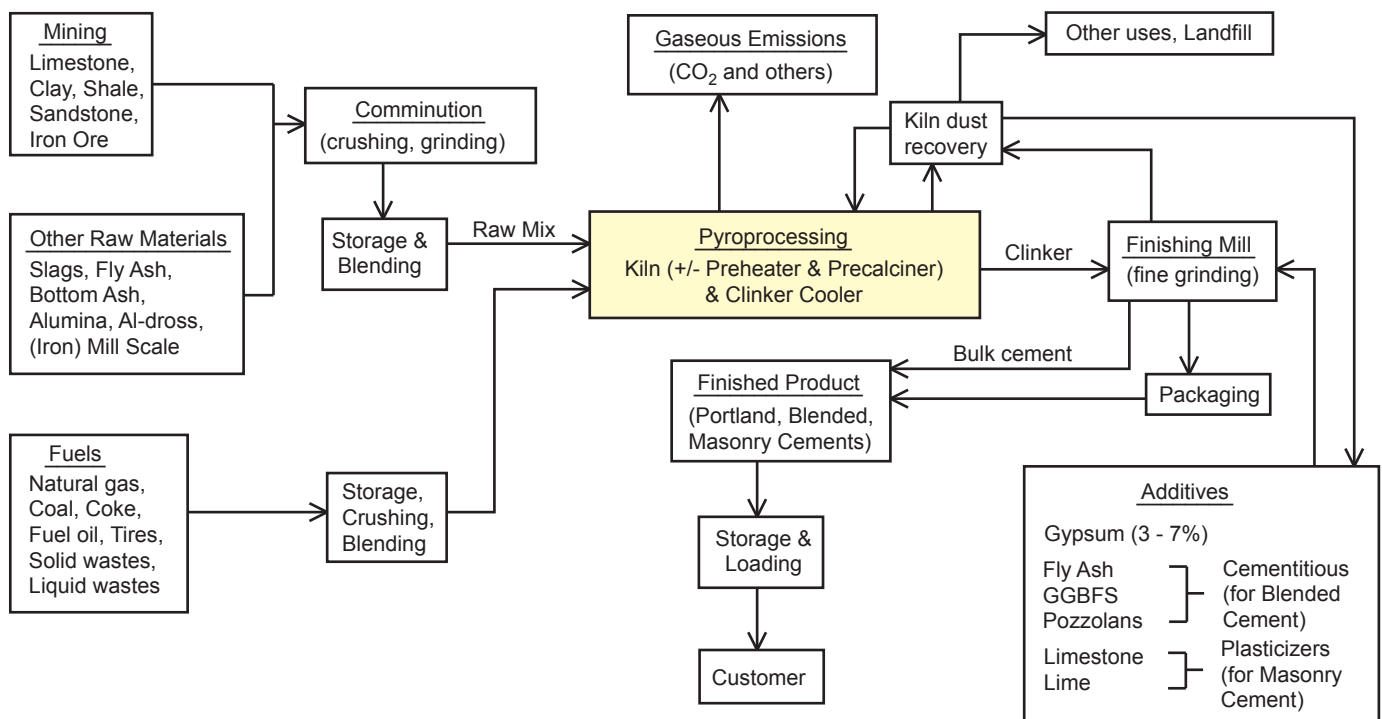 Mining
Limestone,
Clay, Shale,
Sandstone,
Iron Ore
Other Raw Materials
Slags, Fly Ash,
Bottom Ash,
Alumina, Al-dross,
(Iron) Mill Scale
Fuels
Natural gas,
Coal, Coke,
Fuel oil, Tires,
Solid wastes,
Liquid wastes
Comminution
(crushing, grinding)
Storage &
Blending
Raw Mix
Storage,
Crushing,
Blending
Gaseous Emissions
(CO₂ and others)
Pyroprocessing
Kiln (+/- Preheater & Precalciner)
& Clinker Cooler
Kiln dust
recovery
Other uses, Landfill
Clinker
Finishing Mill
(fine grinding)
Bulk cement
Packaging
Finished Product
(Portland, Blended,
Masonry Cements)
Storage &
Loading
Customer
Additives
Gypsum (3 - 7%)
Fly Ash
GGBFS
Pozzolans
Cementitious
(for Blended
Cement)
Limestone
Lime
Plasticizers
(for Masonry
Cement)